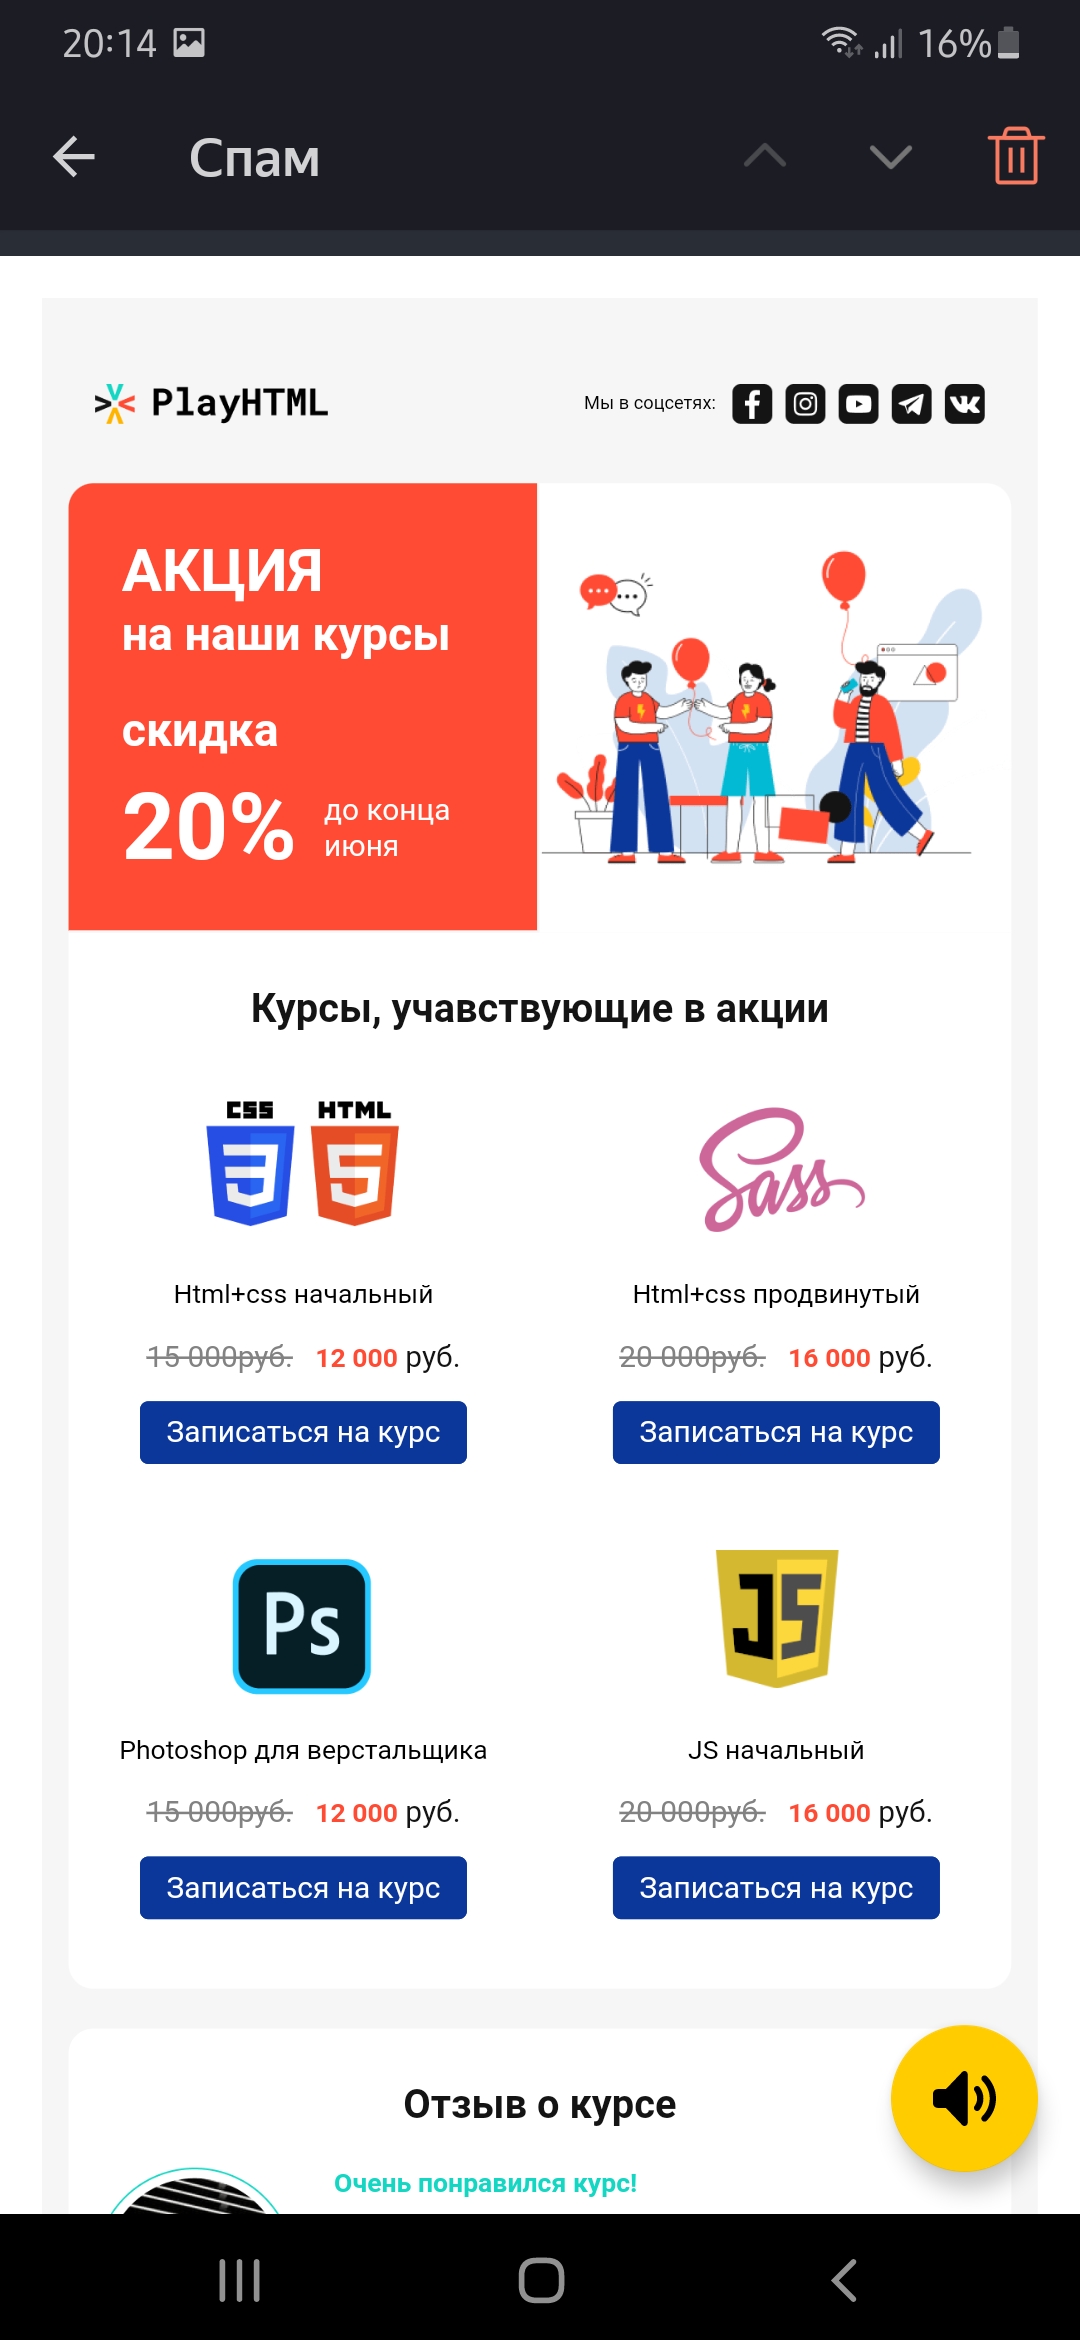 20:14
16%
Спам
PlayHTML
Мы в соцсетях:
АКЦИЯ
на наши курсы
скидка
20%
до конца
июня
Курсы, учавствующие в акции
CSS HTML
Sass
Html+css начальный
Html+css продвинутый
15 000руб. 12 000 руб.
20 000руб. 16 000 руб.
Записаться на курс
Записаться на курс
Ps
JS
Photoshop для верстальщика
JS начальный
15 000руб. 12 000 руб.
20 000руб. 16 000 руб.
Записаться на курс
Записаться на курс
Отзыв о курсе
Очень понравился курс!